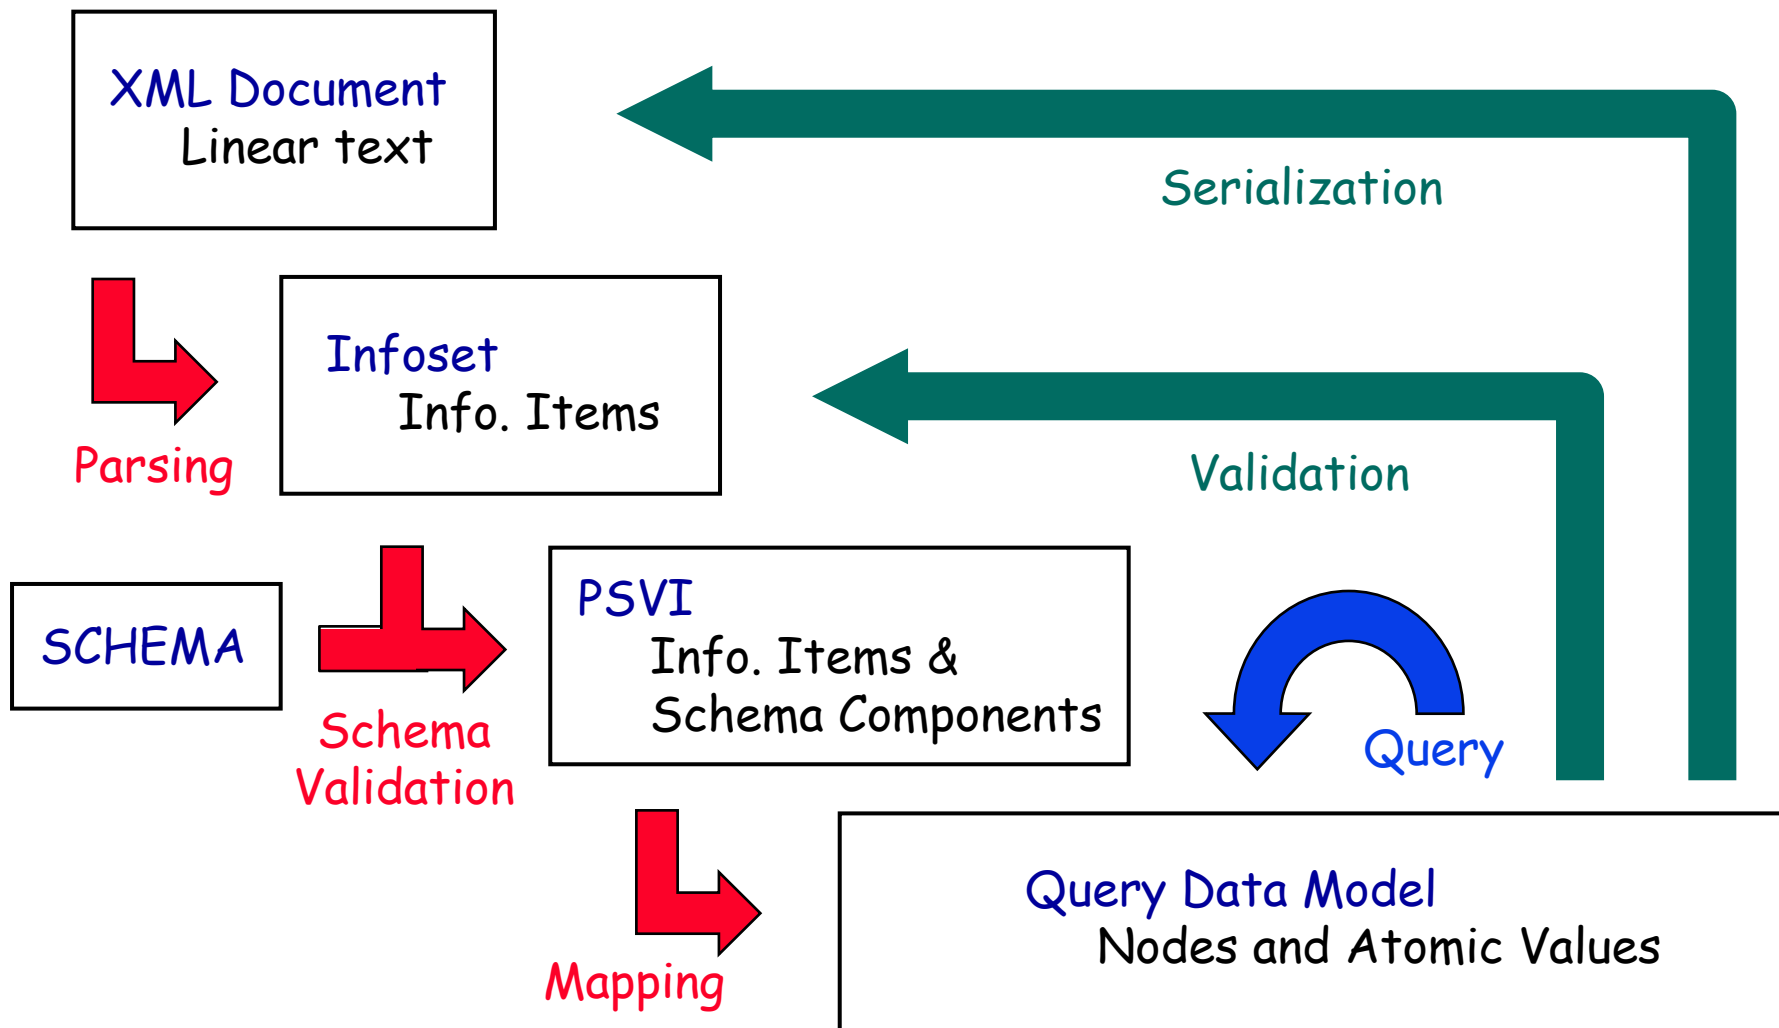 XML Document
Linear text
Serialization
Infoset
Info. Items
Parsing
Validation
SCHEMA
Schema
Validation
PSVI
Info. Items &
Schema Components
Query
Mapping
Query Data Model
Nodes and Atomic Values